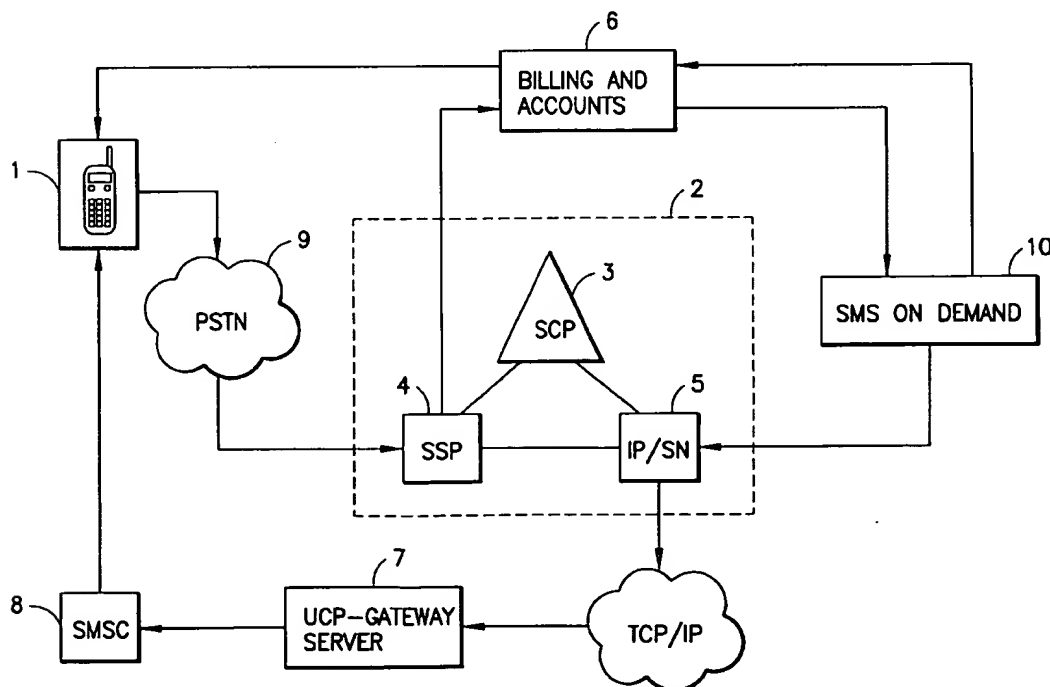 6
BILLING AND
ACCOUNTS
1
2
9
10
3
PSTN
SCP
SMS ON DEMAND
4
5
SSP
IP/SN
7
8
UCP-GATEWAY
SERVER
SMSC
TCP/IP